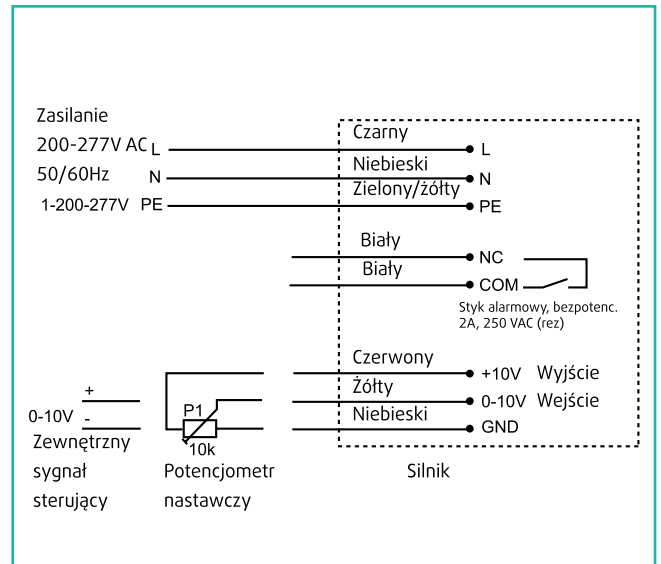 Zasilanie
200-277V AC L
50/60Hz N
1-200-277V PE
Czarny
L
Niebieski
N
Zielony/żółty
PE
Biały
NC
Biały
COM
Styk alarmowy, bezpotenc.
2A, 250 VAC (rez)
Czerwony
+10V Wyjście
Żółty
0-10V Wejście
Niebieski
GND
+
0-10V -
Zewnętrzny
sygnał
sterujący
P1
10k
Potencjometr
nastawczy
Silnik